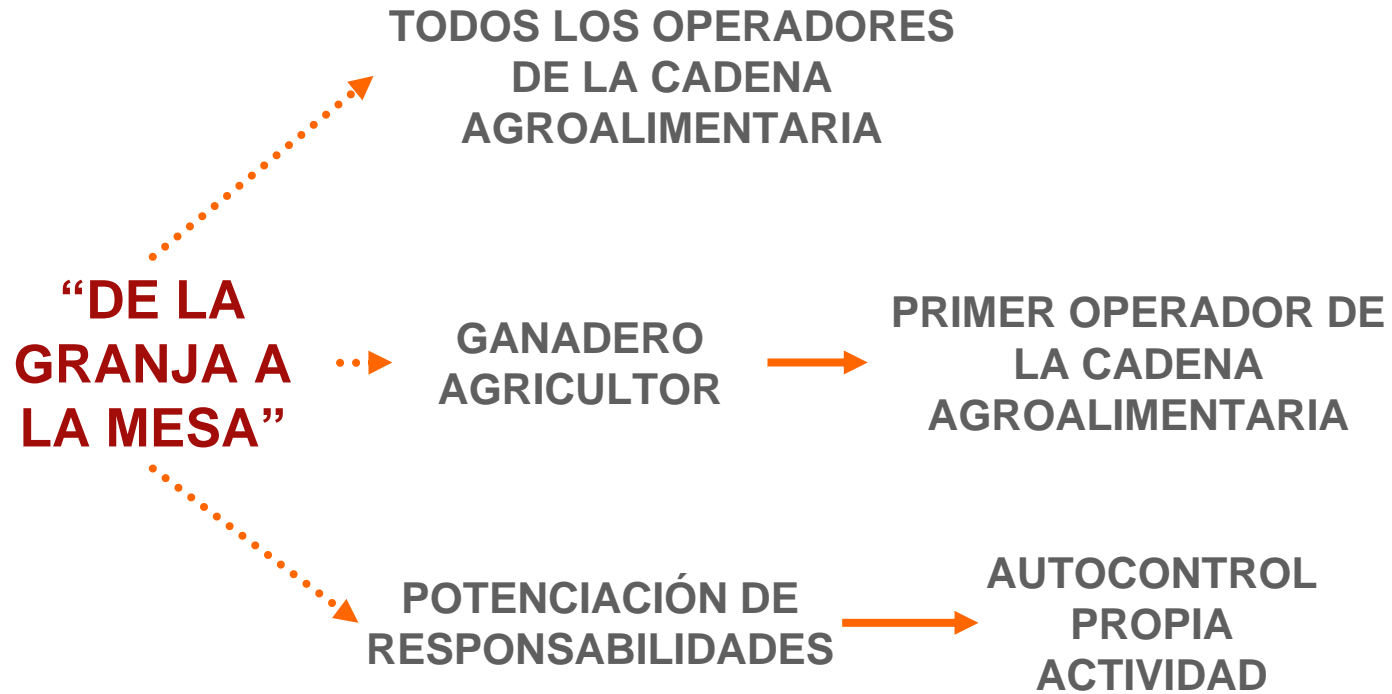 TODOS LOS OPERADORES
DE LA CADENA
AGROALIMENTARIA
“DE LA
GRANJA A
LA MESA”
GANADERO
AGRICULTOR
PRIMER OPERADOR DE
LA CADENA
AGROALIMENTARIA
POTENCIACIÓN DE
RESPONSABILIDADES
AUTOCONTROL
PROPIA
ACTIVIDAD